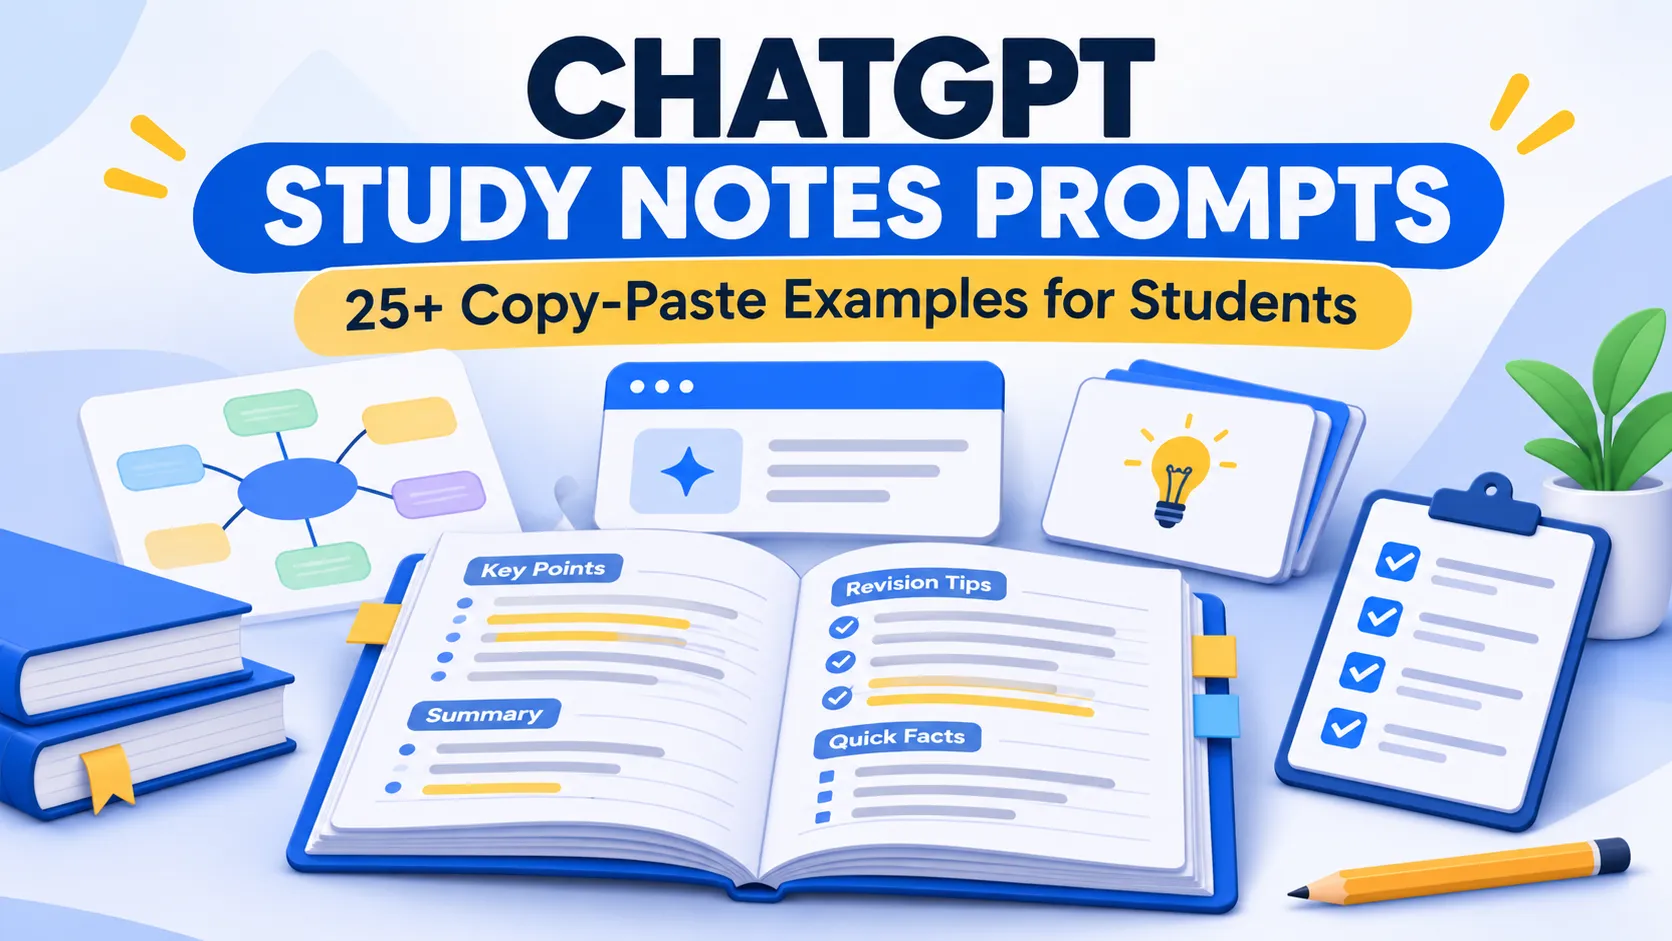 CHATGPT
STUDY NOTES PROMPTS
25+ Copy-Paste Examples for Students
Key Points
Summary
Revision Tips
Quick Facts